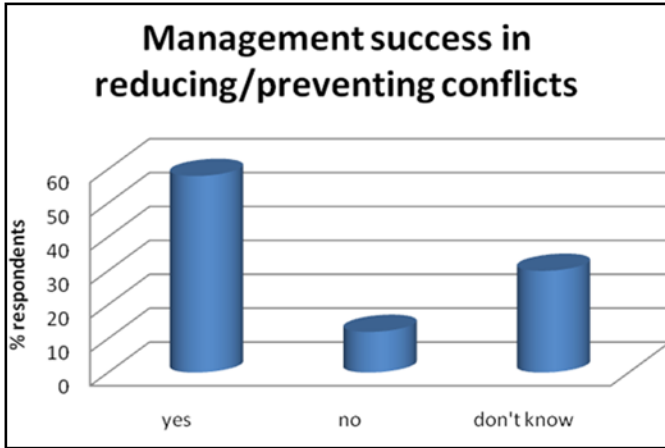 Management success in
reducing/preventing conflicts
% respondents
60
50
40
30
20
10
0
yes no don't know